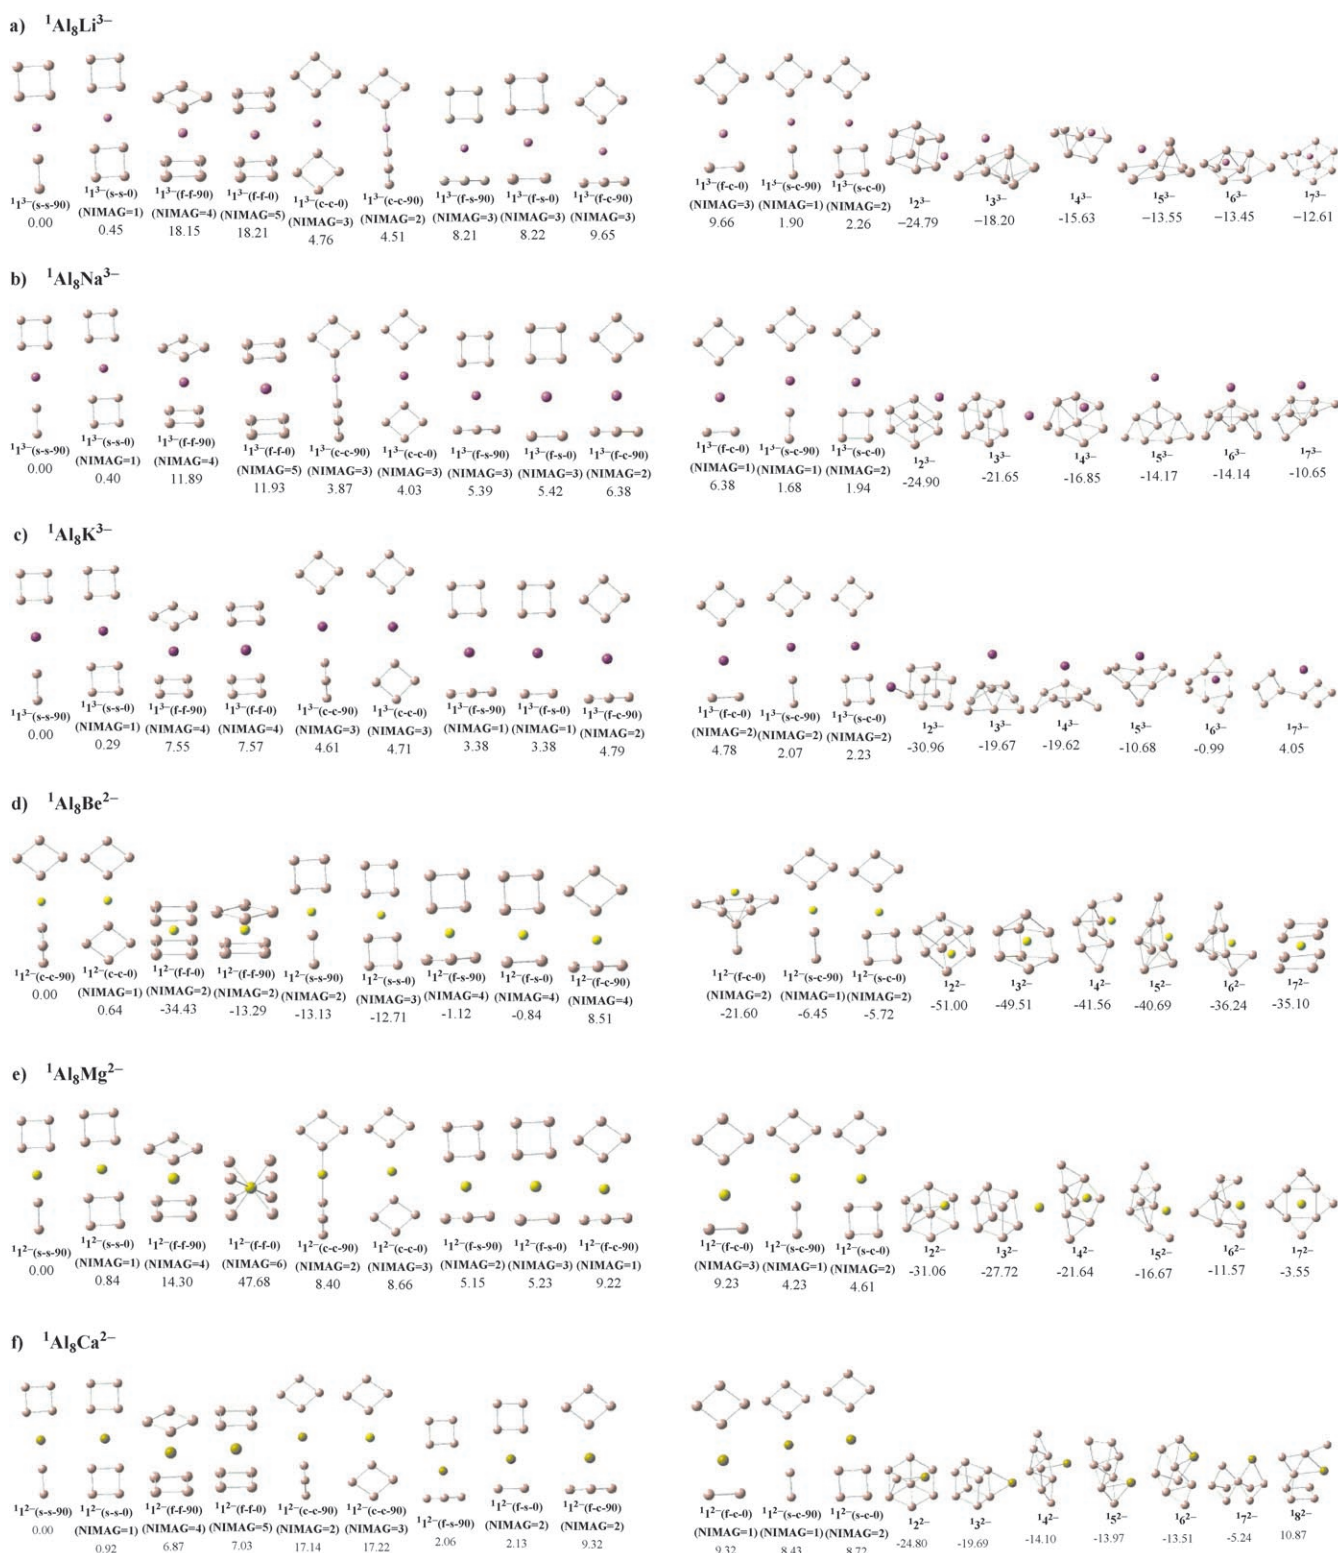 a) ¹Al₈Li³⁻
¹1³⁻(s-s-90) ¹1³⁻(s-s-0) ¹1³⁻(f-f-90) ¹1³⁻(f-f-0) ¹1³⁻(c-c-0) ¹1³⁻(c-c-90) ¹1³⁻(f-s-90) ¹1³⁻(f-s-0) ¹1³⁻(f-c-90) ¹1³⁻(f-c-0) ¹1³⁻(s-c-90) ¹1³⁻(s-c-0) ¹2³⁻ ¹3³⁻ ¹4³⁻ ¹5³⁻ ¹6³⁻ ¹7³⁻
(NIMAG=1) (NIMAG=4) (NIMAG=5) (NIMAG=3) (NIMAG=2) (NIMAG=3) (NIMAG=3) (NIMAG=3) (NIMAG=3) (NIMAG=1) (NIMAG=2)
0.00 0.45 18.15 18.21 4.76 4.51 8.21 8.22 9.65 9.66 1.90 2.26 −24.79 −18.20 −15.63 −13.55 −13.45 −12.61
b) ¹Al₈Na³⁻
¹1³⁻(s-s-90) ¹1³⁻(s-s-0) ¹1³⁻(f-f-90) ¹1³⁻(f-f-0) ¹1³⁻(c-c-90) ¹1³⁻(c-c-0) ¹1³⁻(f-s-90) ¹1³⁻(f-s-0) ¹1³⁻(f-c-90) ¹1³⁻(f-c-0) ¹1³⁻(s-c-90) ¹1³⁻(s-c-0) ¹2³⁻ ¹3³⁻ ¹4³⁻ ¹5³⁻ ¹6³⁻ ¹7³⁻
(NIMAG=1) (NIMAG=4) (NIMAG=5) (NIMAG=3) (NIMAG=3) (NIMAG=3) (NIMAG=3) (NIMAG=2) (NIMAG=1) (NIMAG=1) (NIMAG=2)
0.00 0.40 11.89 11.93 3.87 4.03 5.39 5.42 6.38 6.38 1.68 1.94 -24.90 -21.65 -16.85 -14.17 -14.14 -10.65
c) ¹Al₈K³⁻
¹1³⁻(s-s-90) ¹1³⁻(s-s-0) ¹1³⁻(f-f-90) ¹1³⁻(f-f-0) ¹1³⁻(c-c-90) ¹1³⁻(c-c-0) ¹1³⁻(f-s-90) ¹1³⁻(f-s-0) ¹1³⁻(f-c-90) ¹1³⁻(f-c-0) ¹1³⁻(s-c-90) ¹1³⁻(s-c-0) ¹2³⁻ ¹3³⁻ ¹4³⁻ ¹5³⁻ ¹6³⁻ ¹7³⁻
(NIMAG=1) (NIMAG=4) (NIMAG=4) (NIMAG=3) (NIMAG=3) (NIMAG=1) (NIMAG=1) (NIMAG=2) (NIMAG=2) (NIMAG=2) (NIMAG=2)
0.00 0.29 7.55 7.57 4.61 4.71 3.38 3.38 4.79 4.78 2.07 2.23 -30.96 -19.67 -19.62 -10.68 -0.99 4.05
d) ¹Al₈Be²⁻
¹1²⁻(c-c-90) ¹1²⁻(c-c-0) ¹1²⁻(f-f-0) ¹1²⁻(f-f-90) ¹1²⁻(s-s-90) ¹1²⁻(s-s-0) ¹1²⁻(f-s-90) ¹1²⁻(f-s-0) ¹1²⁻(f-c-90) ¹1²⁻(f-c-0) ¹1²⁻(s-c-90) ¹1²⁻(s-c-0) ¹2²⁻ ¹3²⁻ ¹4²⁻ ¹5²⁻ ¹6²⁻ ¹7²⁻
(NIMAG=1) (NIMAG=2) (NIMAG=2) (NIMAG=2) (NIMAG=3) (NIMAG=4) (NIMAG=4) (NIMAG=4) (NIMAG=2) (NIMAG=1) (NIMAG=2)
0.00 0.64 -34.43 -13.29 -13.13 -12.71 -1.12 -0.84 8.51 -21.60 -6.45 -5.72 -51.00 -49.51 -41.56 -40.69 -36.24 -35.10
e) ¹Al₈Mg²⁻
¹1²⁻(s-s-90) ¹1²⁻(s-s-0) ¹1²⁻(f-f-90) ¹1²⁻(f-f-0) ¹1²⁻(c-c-90) ¹1²⁻(c-c-0) ¹1²⁻(f-s-90) ¹1²⁻(f-s-0) ¹1²⁻(f-c-90) ¹1²⁻(f-c-0) ¹1²⁻(s-c-90) ¹1²⁻(s-c-0) ¹2²⁻ ¹3²⁻ ¹4²⁻ ¹5²⁻ ¹6²⁻ ¹7²⁻
(NIMAG=1) (NIMAG=4) (NIMAG=6) (NIMAG=2) (NIMAG=3) (NIMAG=2) (NIMAG=3) (NIMAG=1) (NIMAG=3) (NIMAG=1) (NIMAG=2)
0.00 0.84 14.30 47.68 8.40 8.66 5.15 5.23 9.22 9.23 4.23 4.61 -31.06 -27.72 -21.64 -16.67 -11.57 -3.55
f) ¹Al₈Ca²⁻
¹1²⁻(s-s-90) ¹1²⁻(s-s-0) ¹1²⁻(f-f-90) ¹1²⁻(f-f-0) ¹1²⁻(c-c-90) ¹1²⁻(c-c-90) ¹1²⁻(f-s-90) ¹1²⁻(f-s-0) ¹1²⁻(f-c-90) ¹1²⁻(f-c-0) ¹1²⁻(s-c-90) ¹1²⁻(s-c-0) ¹2²⁻ ¹3²⁻ ¹4²⁻ ¹5²⁻ ¹6²⁻ ¹7²⁻ ¹8²⁻
(NIMAG=1) (NIMAG=4) (NIMAG=5) (NIMAG=2) (NIMAG=3) (NIMAG=2) (NIMAG=2) (NIMAG=1) (NIMAG=1) (NIMAG=2)
0.00 0.92 6.87 7.03 17.14 17.22 2.06 2.13 9.32 9.32 8.43 8.72 -24.80 -19.69 -14.10 -13.97 -13.51 -5.24 10.87